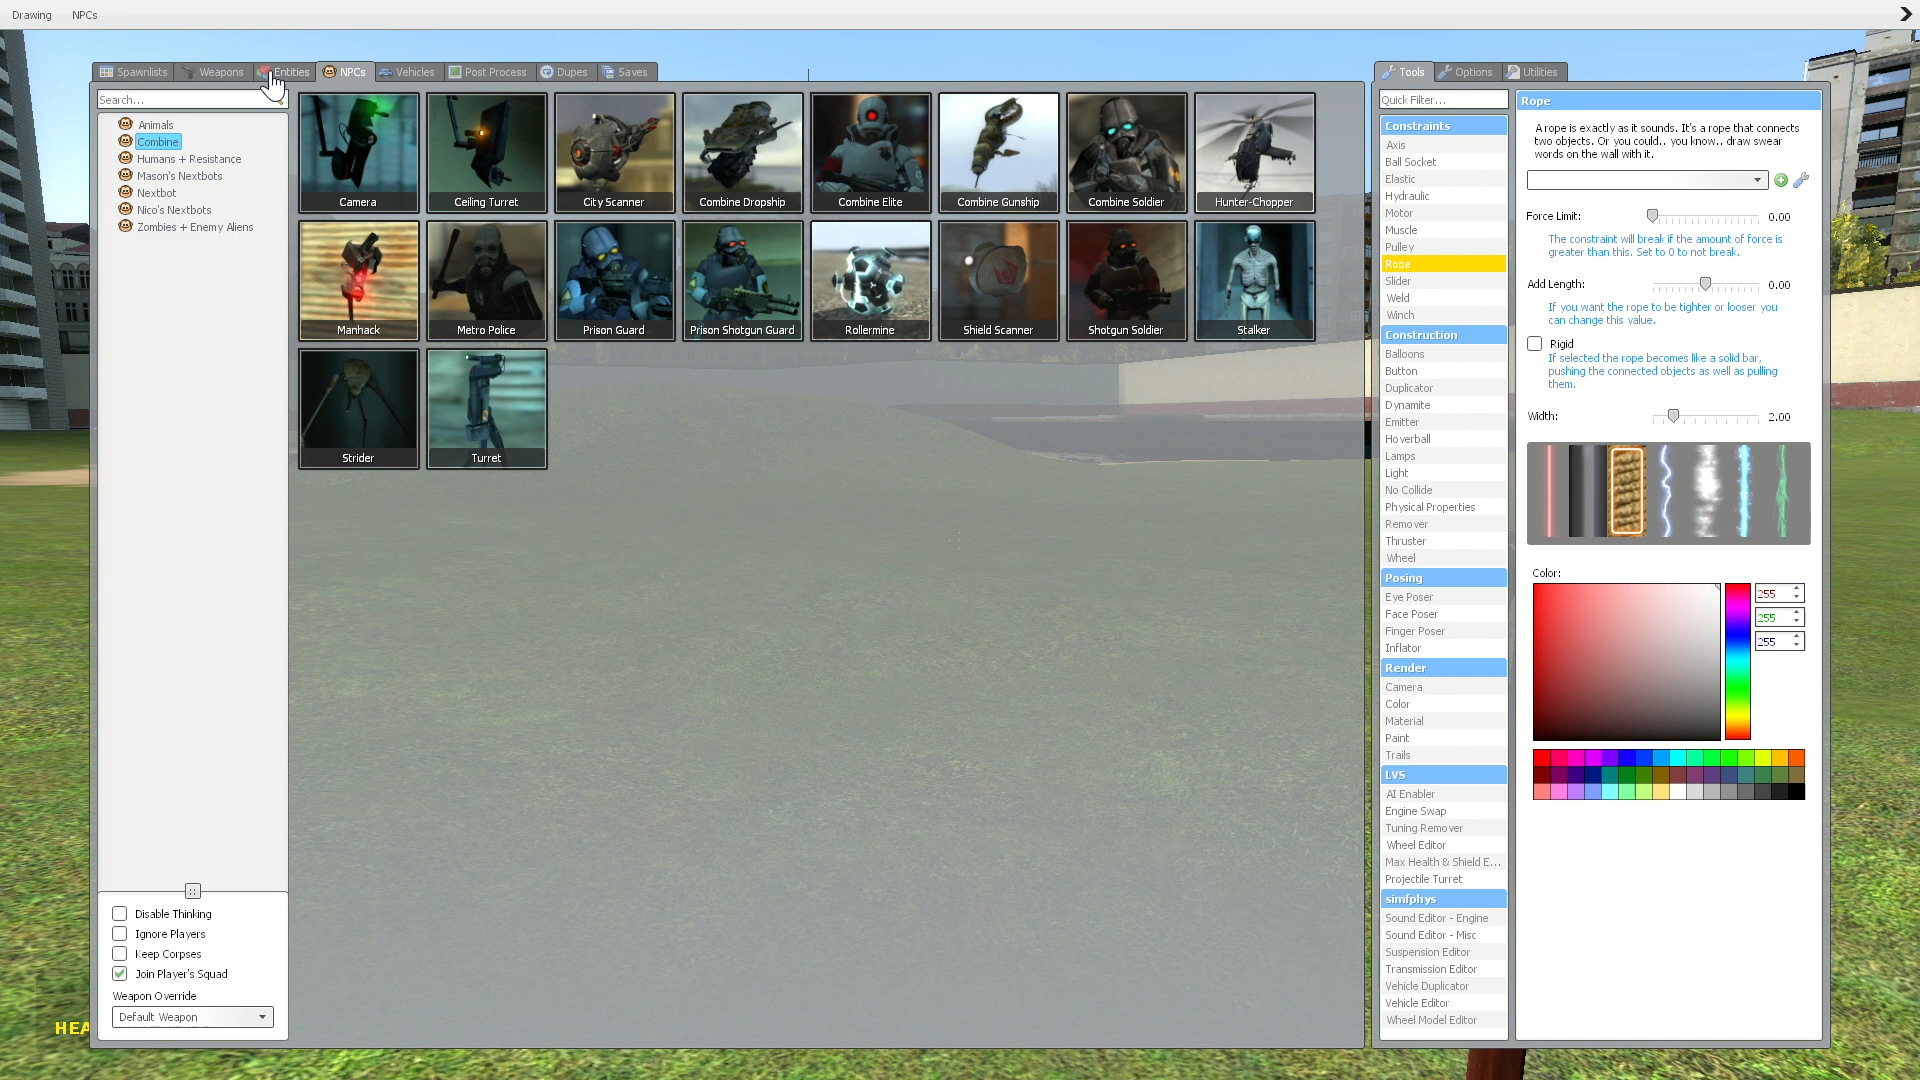 Drawing NPCs
Spawnlists Weapons Entities NPCs Vehicles Post Process Dupes Saves
Search...
Animals
Combine
Humans + Resistance
Mason's Nextbots
Nextbot
Nico's Nextbots
Zombies + Enemy Aliens
Camera
Ceiling Turret
City Scanner
Combine Dropship
Combine Elite
Combine Gunship
Combine Soldier
Hunter-Chopper
Manhack
Metro Police
Prison Guard
Prison Shotgun Guard
Rollermine
Shield Scanner
Shotgun Soldier
Stalker
Strider
Turret
Disable Thinking
Ignore Players
Keep Corpses
Join Player's Squad
Weapon Override
Default Weapon
HEA
Tools Options Utilities
Quick Filter...
Constraints
Axis
Ball Socket
Elastic
Hydraulic
Motor
Muscle
Pulley
Rope
Slider
Weld
Winch
Construction
Balloons
Button
Duplicator
Dynamite
Emitter
Hoverball
Lamps
Light
No Collide
Physical Properties
Remover
Thruster
Wheel
Posing
Eye Poser
Face Poser
Finger Poser
Inflator
Render
Camera
Color
Material
Paint
Trails
LVS
AI Enabler
Engine Swap
Tuning Remover
Wheel Editor
Max Health & Shield E...
Projectile Turret
simfphys
Sound Editor - Engine
Sound Editor - Misc
Suspension Editor
Transmission Editor
Vehicle Duplicator
Vehicle Editor
Wheel Model Editor
Rope
A rope is exactly as it sounds. It's a rope that connects
two objects. Or you could.. you know.. draw swear
words on the wall with it.
Force Limit: 0.00
The constraint will break if the amount of force is
greater than this. Set to 0 to not break.
Add Length: 0.00
If you want the rope to be tighter or looser you
can change this value.
Rigid
If selected the rope becomes like a solid bar,
pushing the connected objects as well as pulling
them.
Width: 2.00
Color:
255
255
255